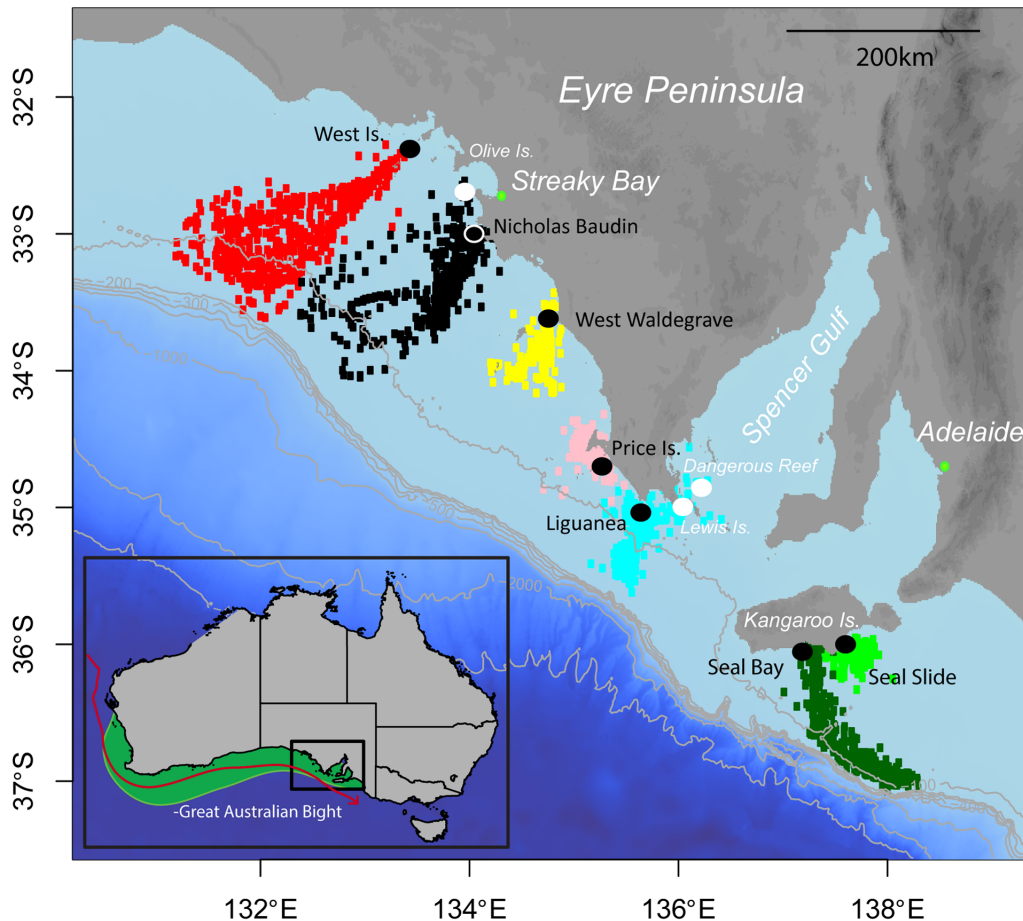 200km
32°S
33°S
34°S
35°S
36°S
37°S
Eyre Peninsula
West Is.
Olive Is.
Streaky Bay
Nicholas Baudin
-200
-300
-1000
West Waldegrave
Spencer Gulf
Adelaide
Price Is.
Dangerous Reef
Liguanea
Lewis Is.
-2000
Kangaroo Is.
Seal Bay
Seal Slide
-Great Australian Bight
132°E
134°E
136°E
138°E